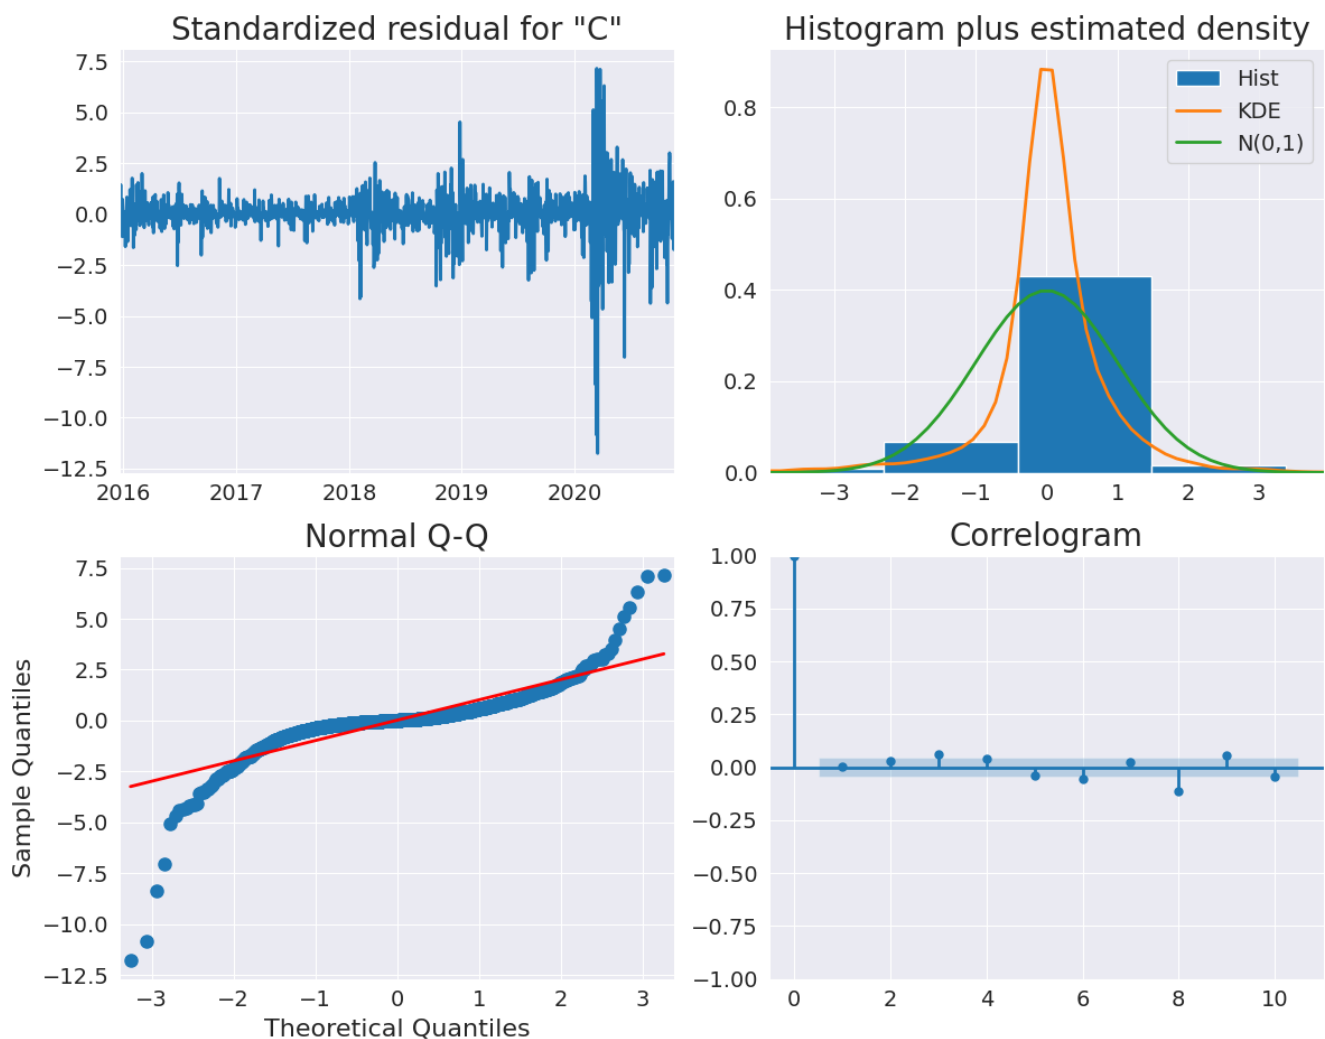 Standardized residual for "C"
7.5
5.0
2.5
0.0
−2.5
−5.0
−7.5
−10.0
−12.5
2016 2017 2018 2019 2020
Histogram plus estimated density
Hist
KDE
N(0,1)
0.8
0.6
0.4
0.2
0.0
−3 −2 −1 0 1 2 3
Normal Q-Q
Sample Quantiles
7.5
5.0
2.5
0.0
−2.5
−5.0
−7.5
−10.0
−12.5
−3 −2 −1 0 1 2 3
Theoretical Quantiles
Correlogram
1.00
0.75
0.50
0.25
0.00
−0.25
−0.50
−0.75
−1.00
0 2 4 6 8 10